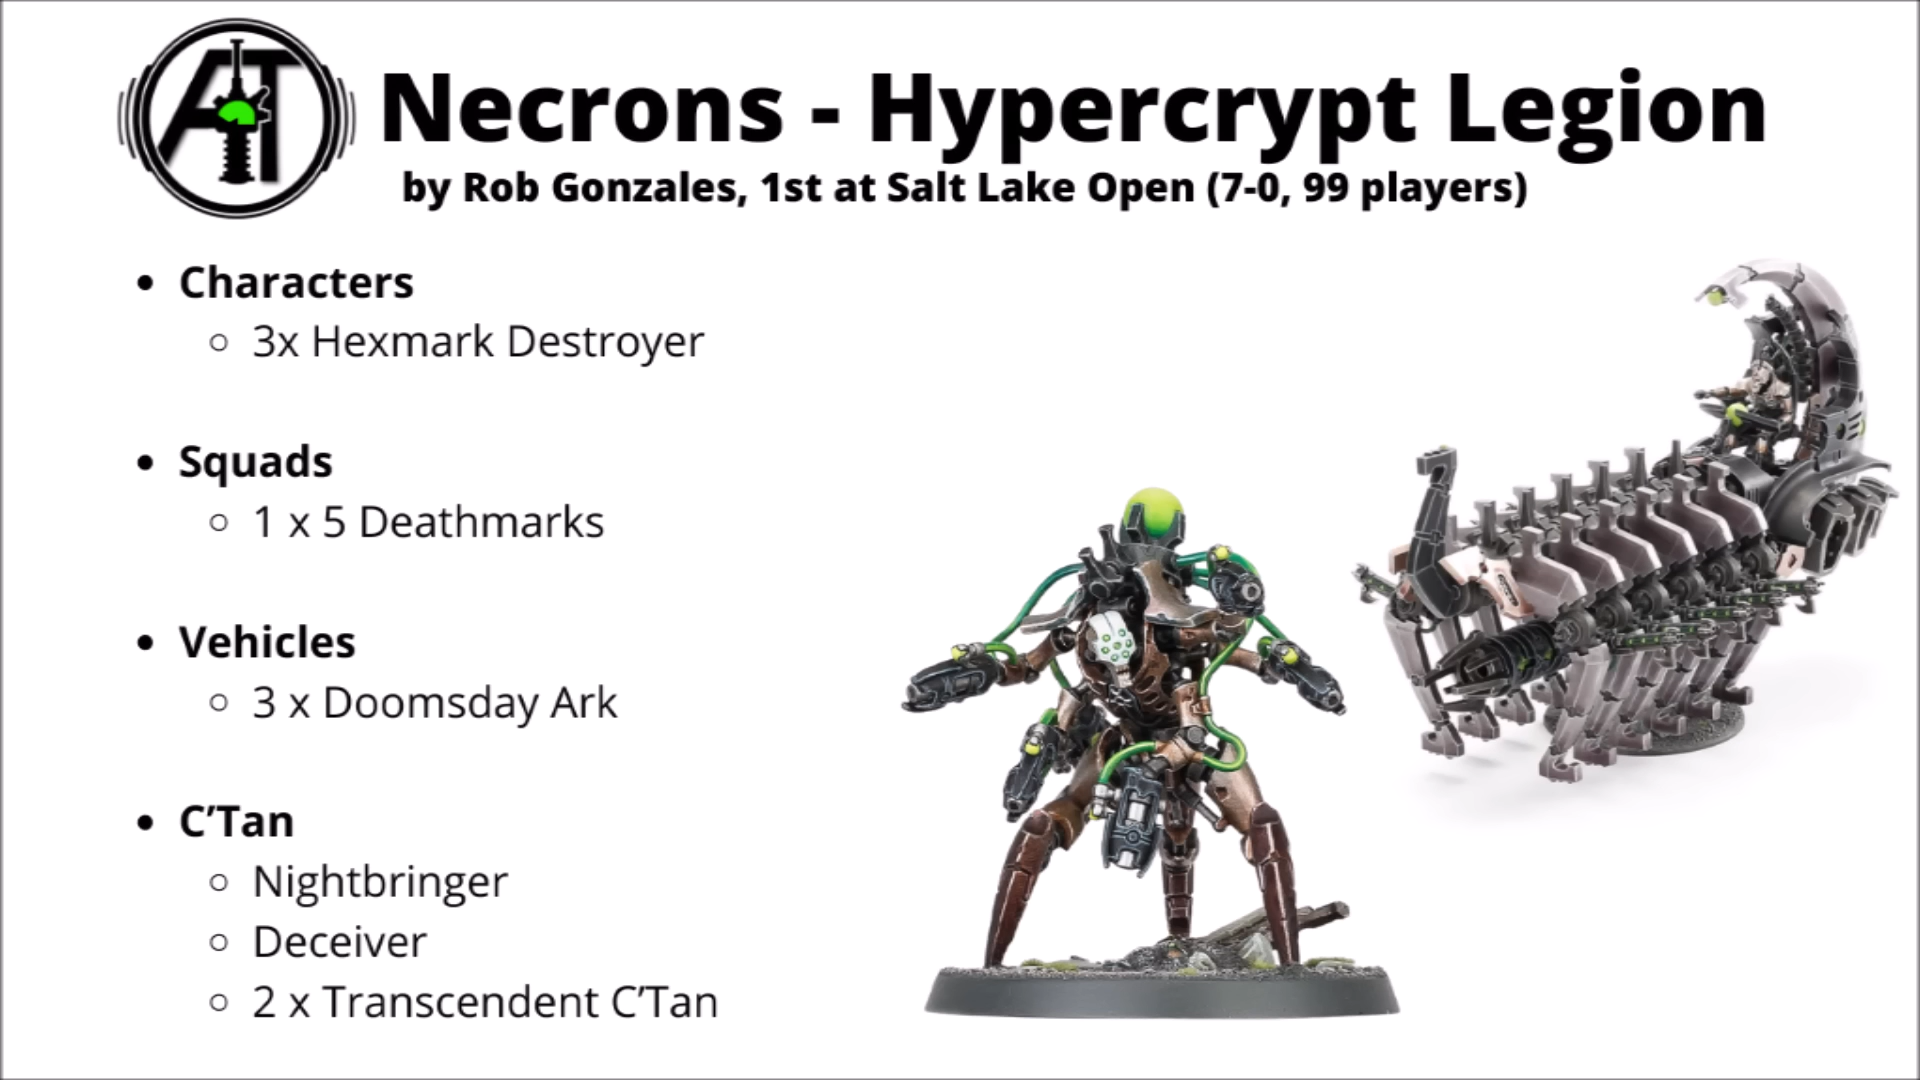 AT
Necrons - Hypercrypt Legion
by Rob Gonzales, 1st at Salt Lake Open (7-0, 99 players)
• Characters
○ 3x Hexmark Destroyer
• Squads
○ 1 x 5 Deathmarks
• Vehicles
○ 3 x Doomsday Ark
• C’Tan
○ Nightbringer
○ Deceiver
○ 2 x Transcendent C’Tan